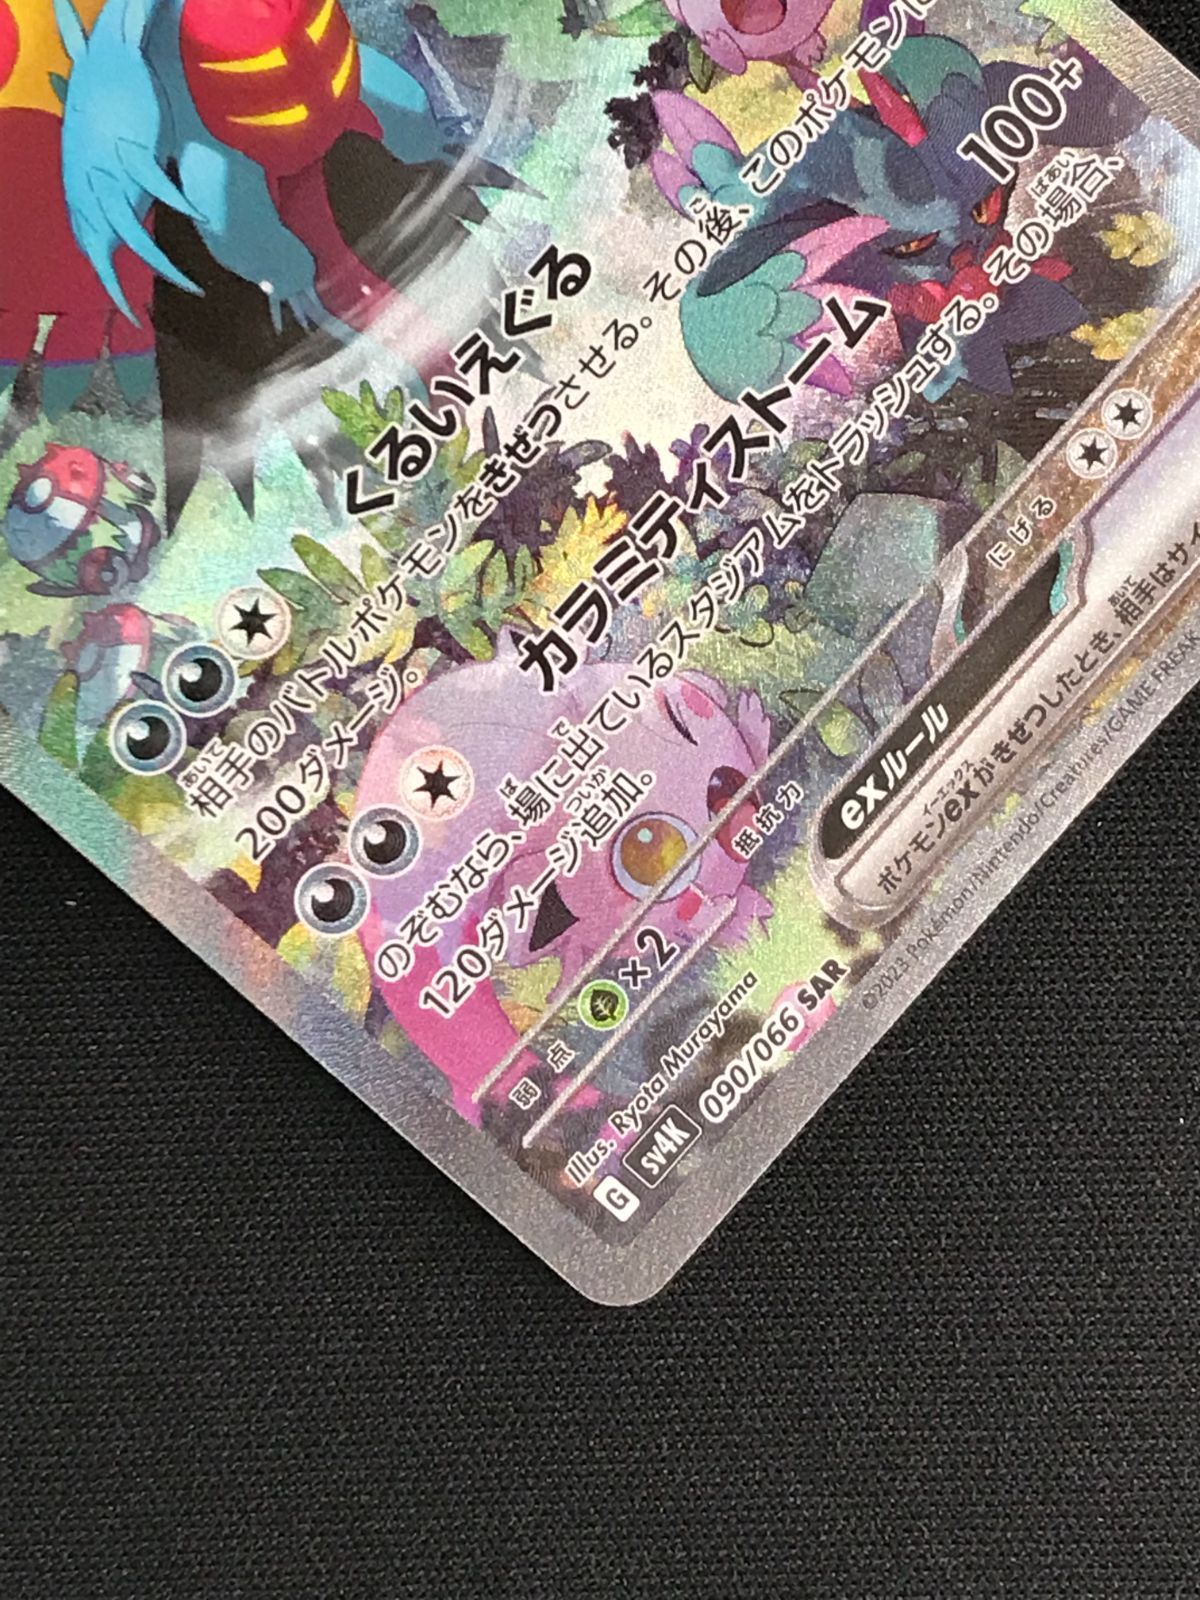 くるいえぐる
相手のバトルポケモンをきぜつさせる。その後、このポケモンに
200ダメージ。
カラミティストーム 100+
のぞむなら、場に出ているスタジアムをトラッシュする。その場合、
120ダメージ追加。
弱点 ×2 抵抗力 にげる
exルール
ポケモンexがきぜつしたとき、相手はサイ
Illus. Ryota Murayama
G sv4K 090/066 SAR ©2023 Pokémon/Nintendo/Creatures/GAME FREAK